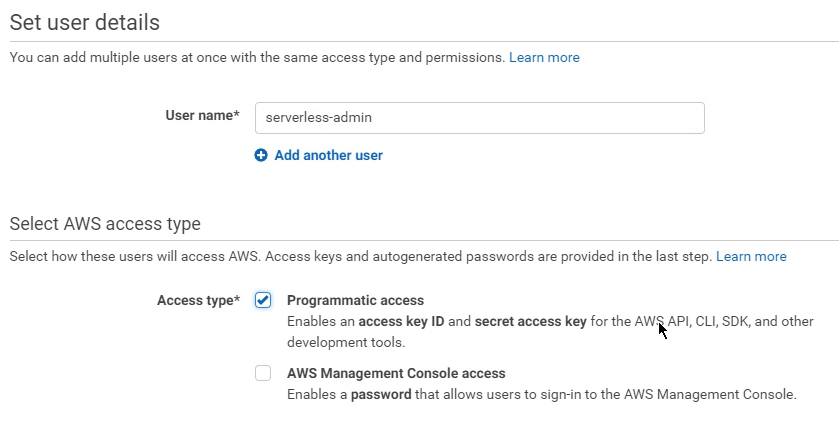 Set user details
You can add multiple users at once with the same access type and permissions. Learn more
User name* serverless-admin
Add another user
Select AWS access type
Select how these users will access AWS. Access keys and autogenerated passwords are provided in the last step. Learn more
Access type* Programmatic access
Enables an access key ID and secret access key for the AWS API, CLI, SDK, and other
development tools.
AWS Management Console access
Enables a password that allows users to sign-in to the AWS Management Console.